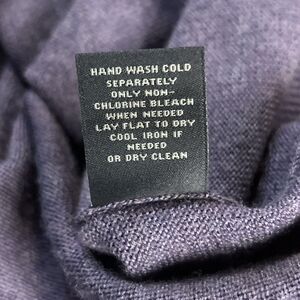 HAND WASH COLD
SEPARATELY
ONLY NON-
CHLORINE BLEACH
WHEN NEEDED
LAY FLAT TO DRY
COOL IRON IF
NEEDED
OR DRY CLEAN